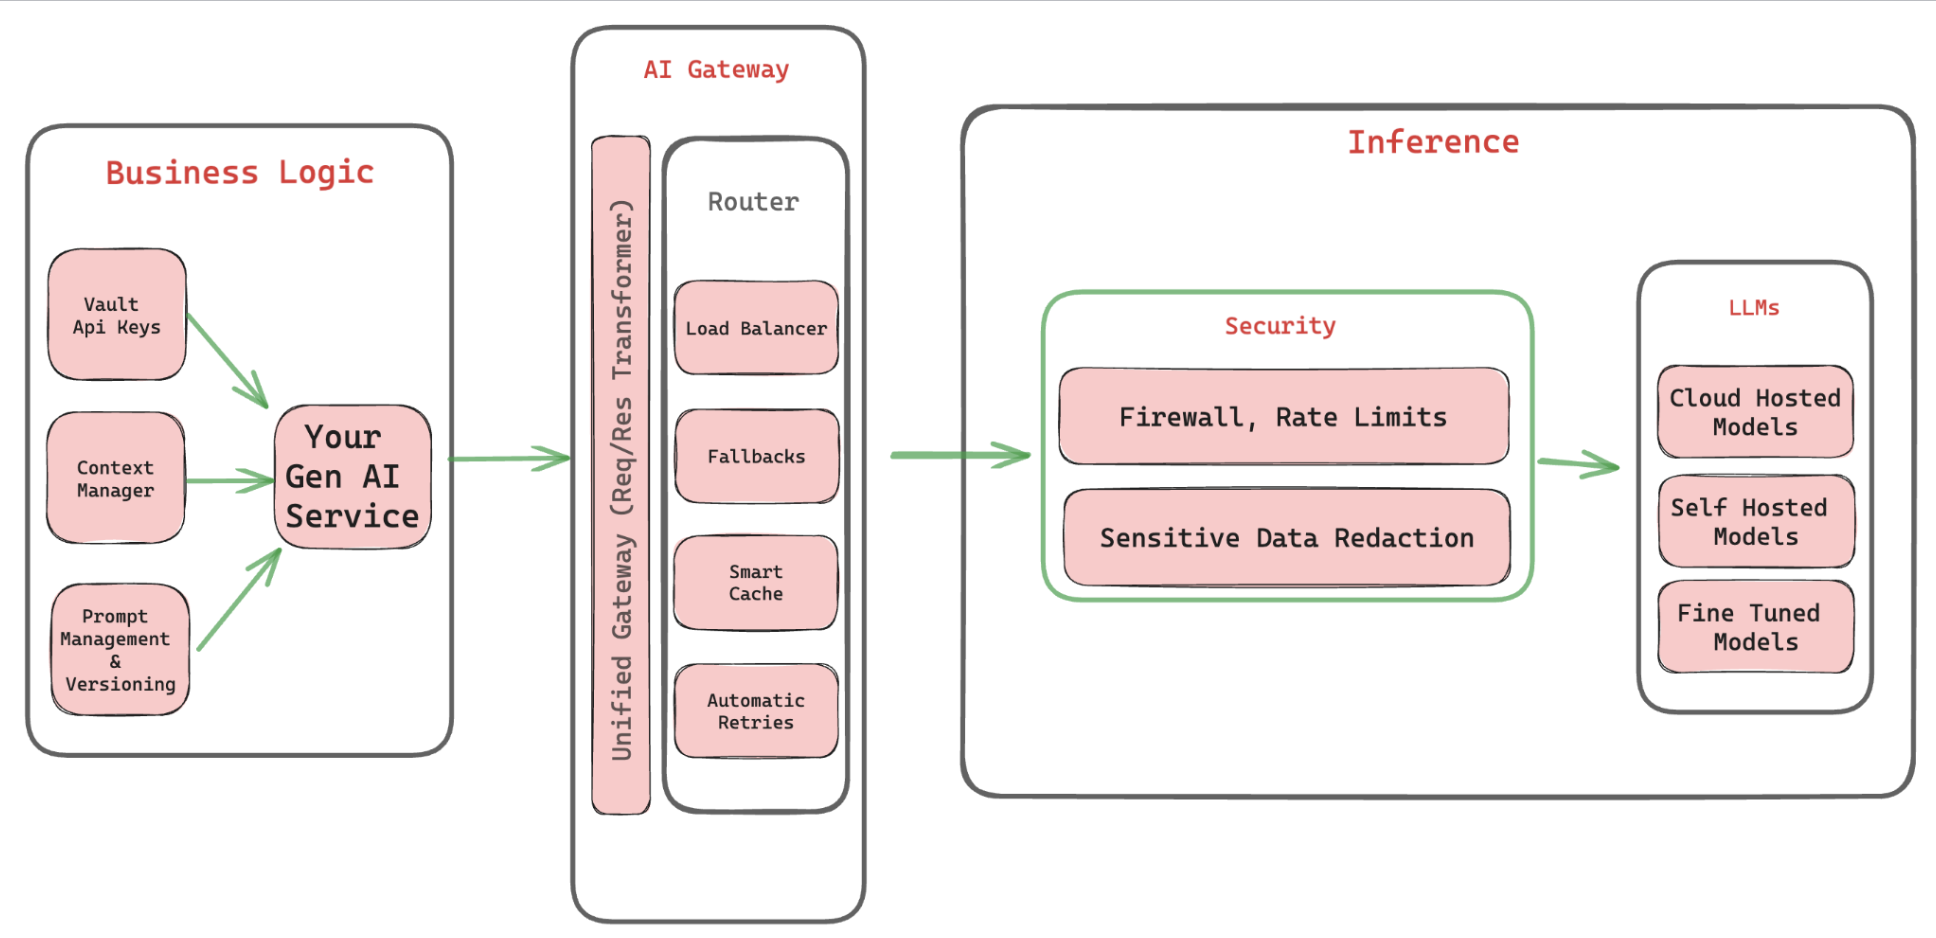 Business Logic
Vault
Api Keys
Context
Manager
Prompt
Management
&
Versioning
Your
Gen AI
Service
AI Gateway
Unified Gateway (Req/Res Transformer)
Router
Load Balancer
Fallbacks
Smart
Cache
Automatic
Retries
Inference
Security
Firewall, Rate Limits
Sensitive Data Redaction
LLMs
Cloud Hosted
Models
Self Hosted
Models
Fine Tuned
Models